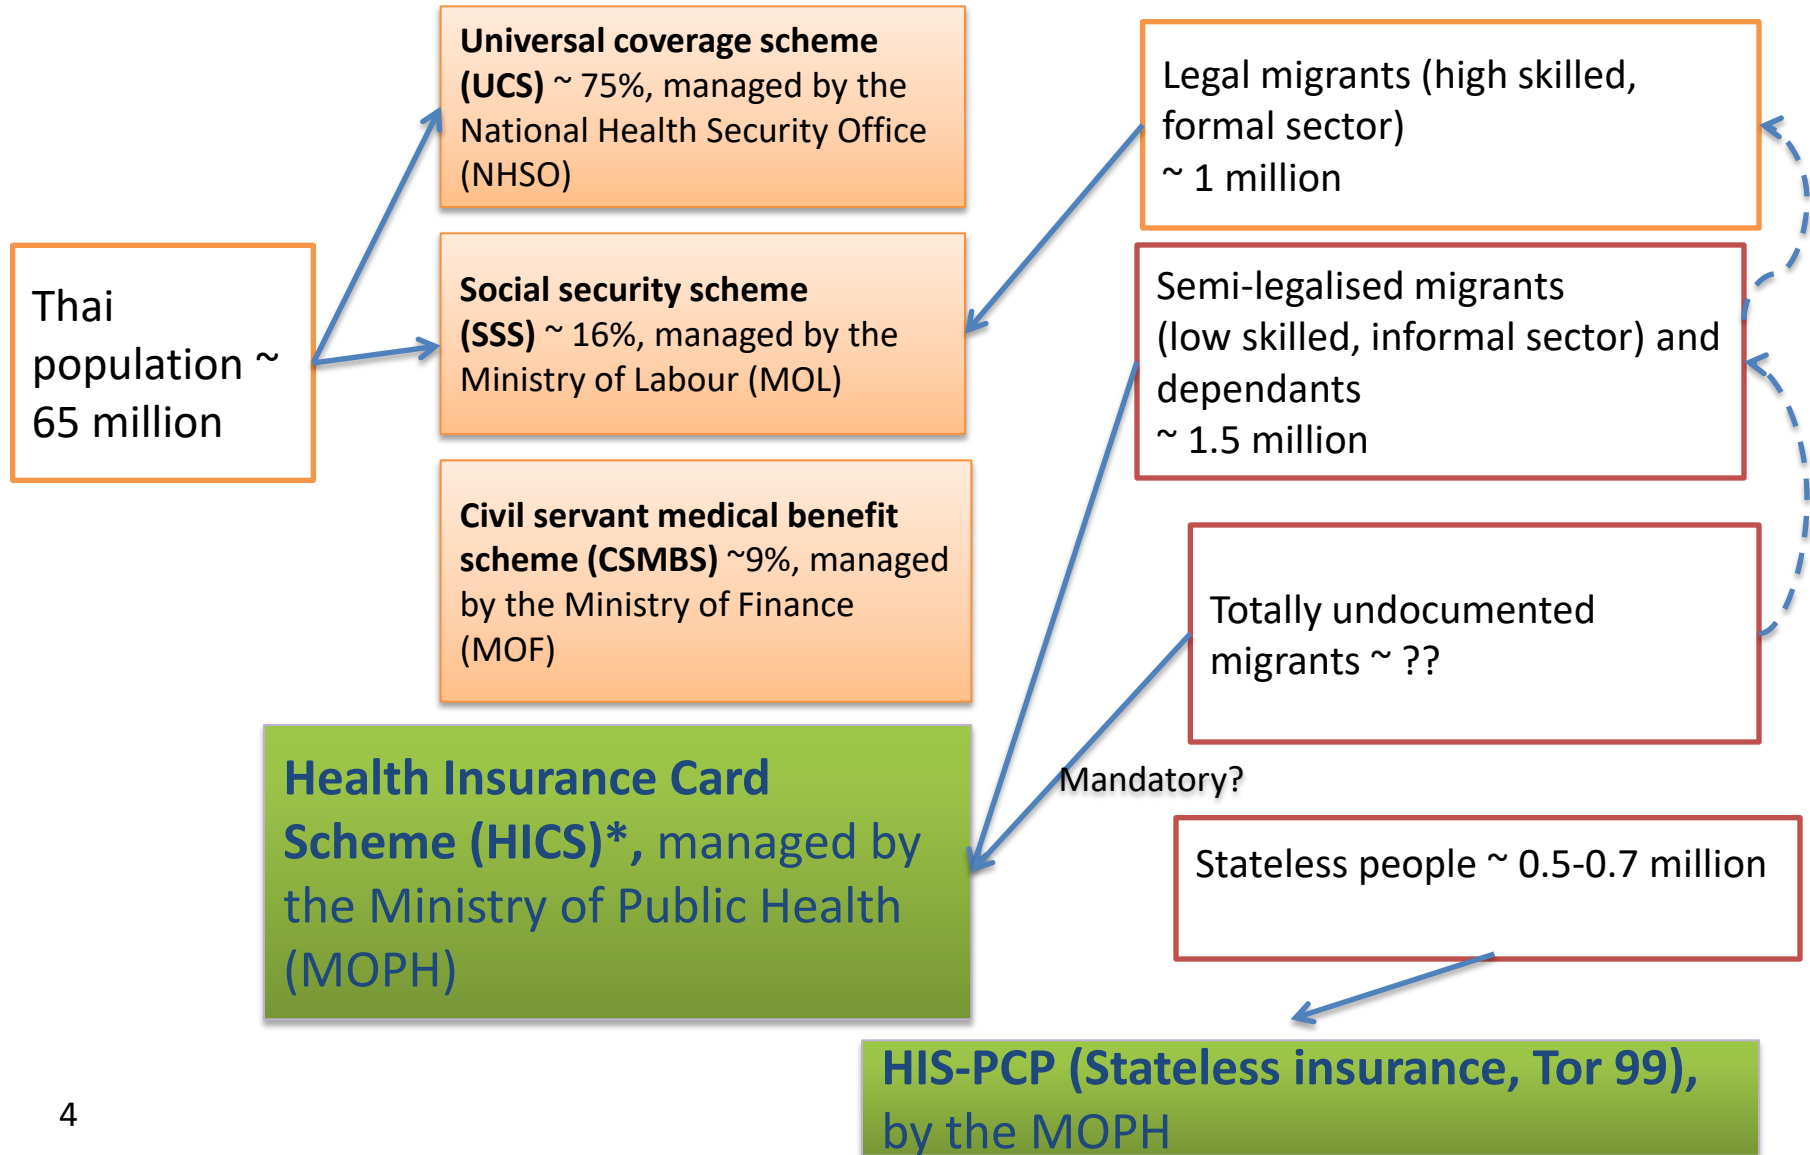 Universal coverage scheme
(UCS) ~ 75%, managed by the
National Health Security Office
(NHSO)
Legal migrants (high skilled,
formal sector)
~ 1 million
Thai
population ~
65 million
Social security scheme
(SSS) ~ 16%, managed by the
Ministry of Labour (MOL)
Semi-legalised migrants
(low skilled, informal sector) and
dependants
~ 1.5 million
Civil servant medical benefit
scheme (CSMBS) ~9%, managed
by the Ministry of Finance
(MOF)
Totally undocumented
migrants ~ ??
Health Insurance Card
Scheme (HICS)*, managed by
the Ministry of Public Health
(MOPH)
Mandatory?
Stateless people ~ 0.5-0.7 million
HIS-PCP (Stateless insurance, Tor 99),
by the MOPH
4